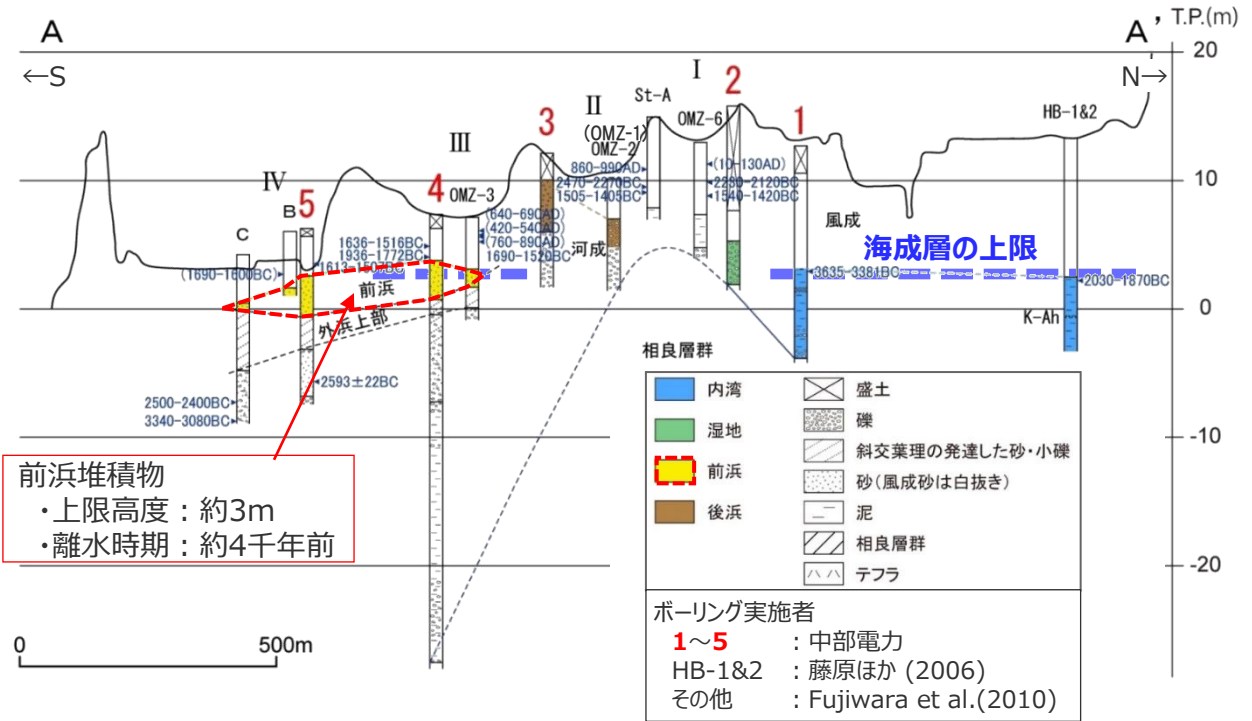 A
A'
T.P.(m)
←S
N→
20
10
0
-10
-20
I
2
St-A
II
(OMZ-1)
OMZ-2
OMZ-6
1
HB-1&2
3
III
IV
B
5
4
OMZ-3
C
860-990AD
2470-2270BC
1505-1405BC
(10-130AD)
2280-2120BC
1540-1420BC
(640-690AD)
(420-540AD)
(760-890AD)
1690-1520BC
1636-1516BC
1936-1772BC
(1690-1600BC)
河成
風成
海成層の上限
3635-3381BC
2030-1870BC
K-Ah
前浜
外浜上部
2593±22BC
2500-2400BC
3340-3080BC
前浜堆積物
・上限高度：約3m
・離水時期：約4千年前
0
500m
相良層群
内湾
湿地
前浜
後浜
盛土
礫
斜交葉理の発達した砂・小礫
砂(風成砂は白抜き)
泥
相良層群
テフラ
ボーリング実施者
1～5 ：中部電力
HB-1&2 ：藤原ほか (2006)
その他 ：Fujiwara et al.(2010)